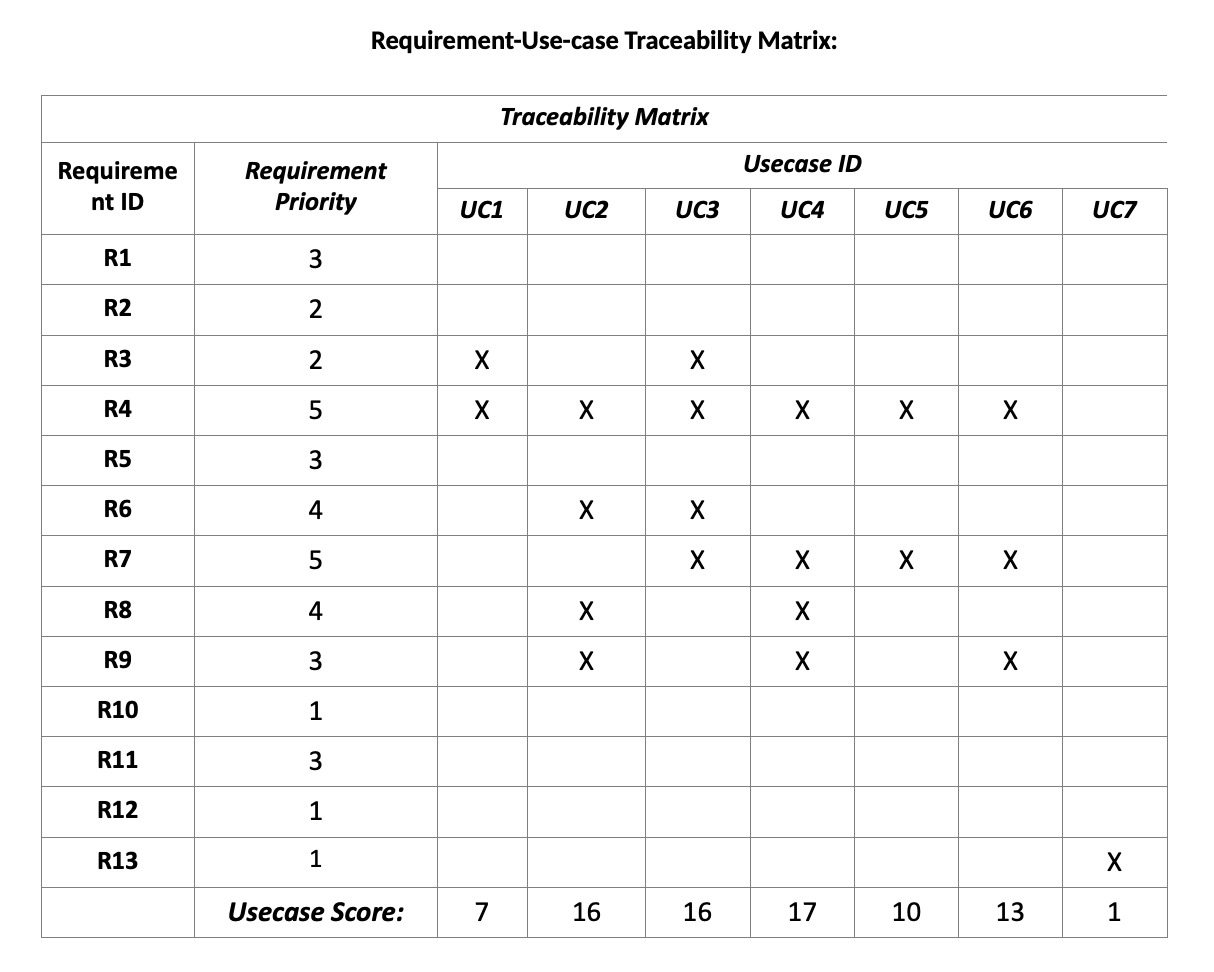 Requirement-Use-case Traceability Matrix:
Traceability Matrix
Requireme
nt ID
Requirement
Priority
Usecase ID
UC1 UC2 UC3 UC4 UC5 UC6 UC7
R1 3
R2 2
R3 2 X X
R4 5 X X X X X X
R5 3
R6 4 X X
R7 5 X X X X
R8 4 X X
R9 3 X X X
R10 1
R11 3
R12 1
R13 1 X
Usecase Score: 7 16 16 17 10 13 1